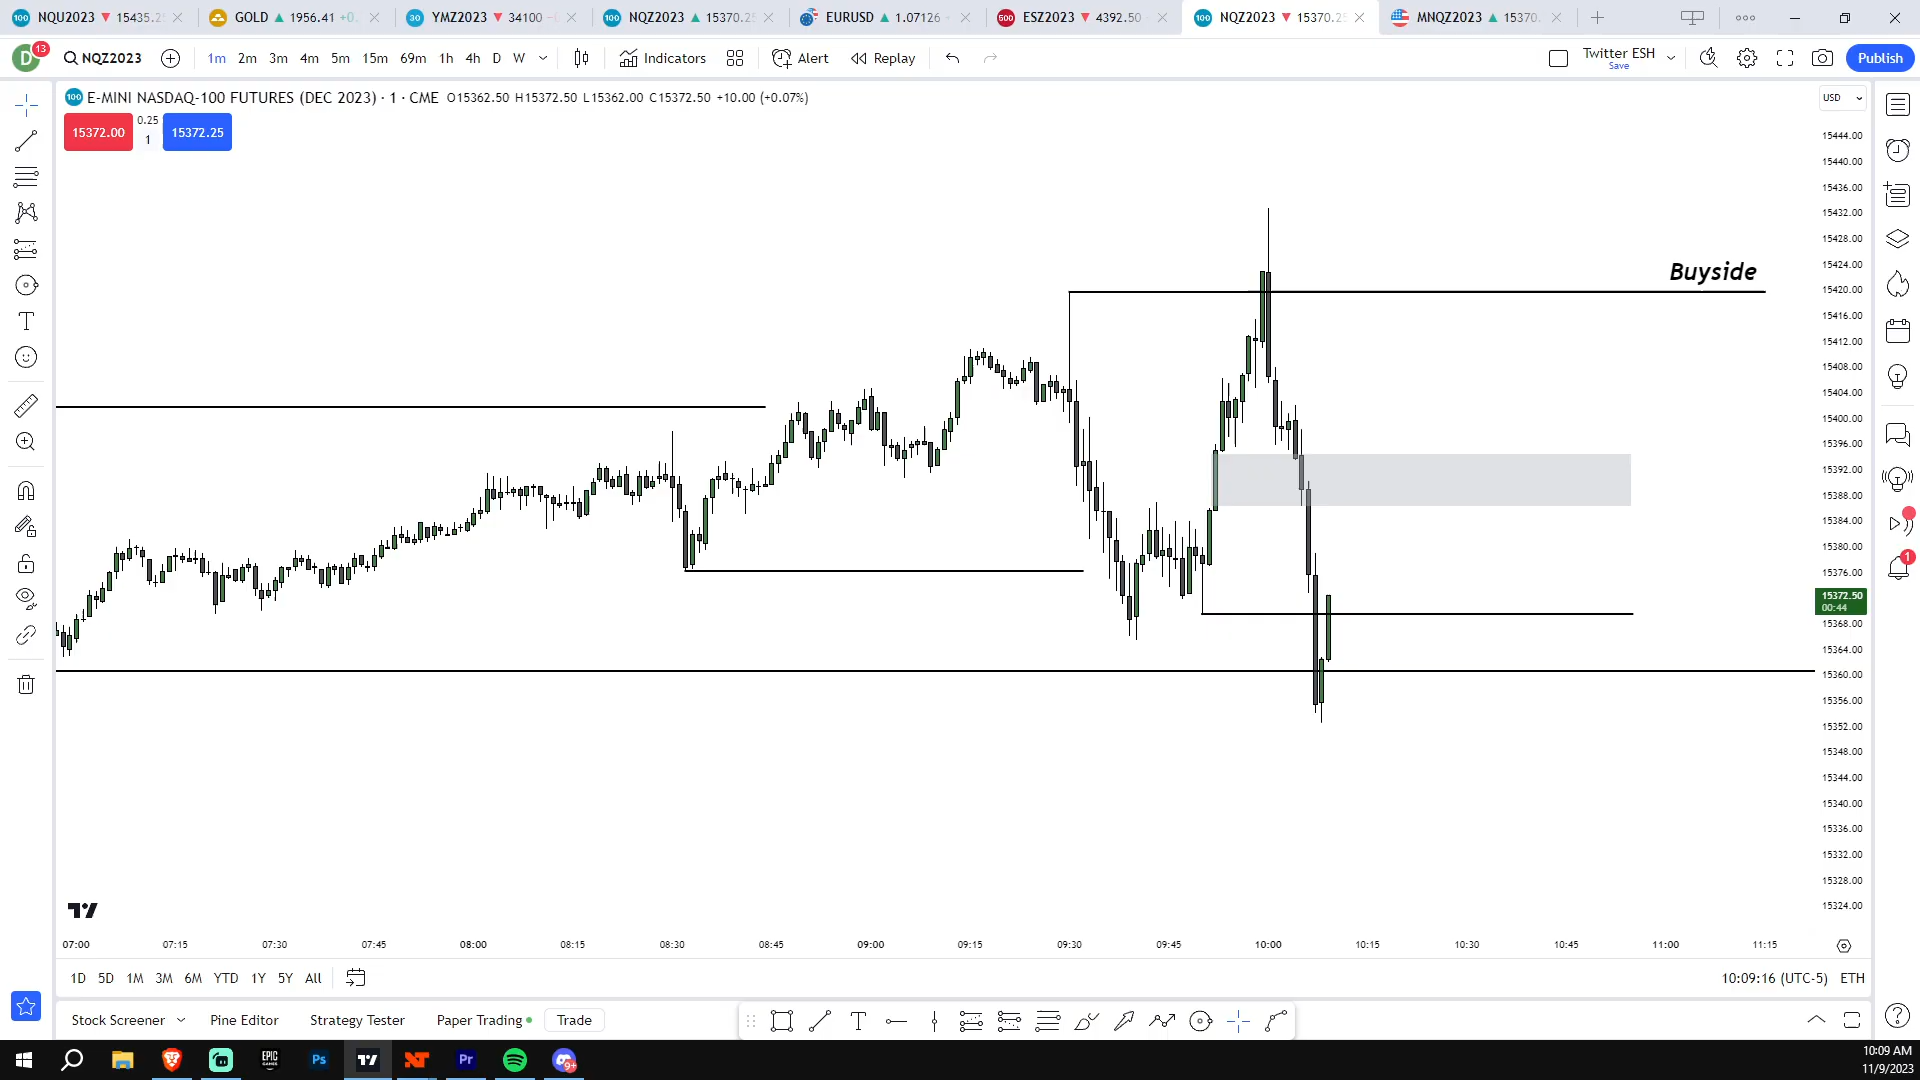 NQU2023 ▼ 15435.25
GOLD ▲ 1956.41 +0.
YMZ2023 ▼ 34100 −0
NQZ2023 ▲ 15370.25
EURUSD ▲ 1.07126
ESZ2023 ▼ 4392.50
NQZ2023 ▼ 15370.25
MNQZ2023 ▲ 15370.
D 13 NQZ2023 1m 2m 3m 4m 5m 15m 69m 1h 4h D W Indicators Alert Replay Twitter ESH Save Publish
100 E-MINI NASDAQ-100 FUTURES (DEC 2023) · 1 · CME O15362.50 H15372.50 L15362.00 C15372.50 +10.00 (+0.07%)
USD
15372.00 0.25 1 15372.25
Buyside
15444.00
15440.00
15436.00
15432.00
15428.00
15424.00
15420.00
15416.00
15412.00
15408.00
15404.00
15400.00
15396.00
15392.00
15388.00
15384.00
15380.00
15376.00
15372.50
00:44
15368.00
15364.00
15360.00
15356.00
15352.00
15348.00
15344.00
15340.00
15336.00
15332.00
15328.00
15324.00
07:00 07:15 07:30 07:45 08:00 08:15 08:30 08:45 09:00 09:15 09:30 09:45 10:00 10:15 10:30 10:45 11:00 11:15
1D 5D 1M 3M 6M YTD 1Y 5Y All 10:09:16 (UTC-5) ETH
Stock Screener Pine Editor Strategy Tester Paper Trading Trade
10:09 AM
11/9/2023